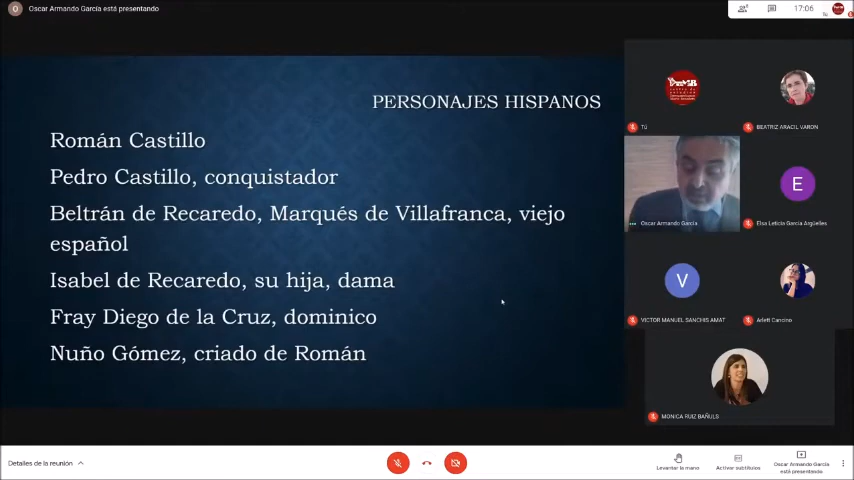 O
Oscar Armando García está presentando
17:06
PERSONAJES HISPANOS
Román Castillo
Pedro Castillo, conquistador
Beltrán de Recaredo, Marqués de Villafranca, viejo
español
Isabel de Recaredo, su hija, dama
Fray Diego de la Cruz, dominico
Nuño Gómez, criado de Román
Tú
BEATRIZ ARACIL VARON
Oscar Armando García
E
Elsa Leticia García Argüelles
V
VICTOR MANUEL SANCHIS AMAT
Arlett Cancino
MONICA RUIZ BAÑULS
Detalles de la reunión
Levantar la mano
Activar subtítulos
Oscar Armando García
está presentando